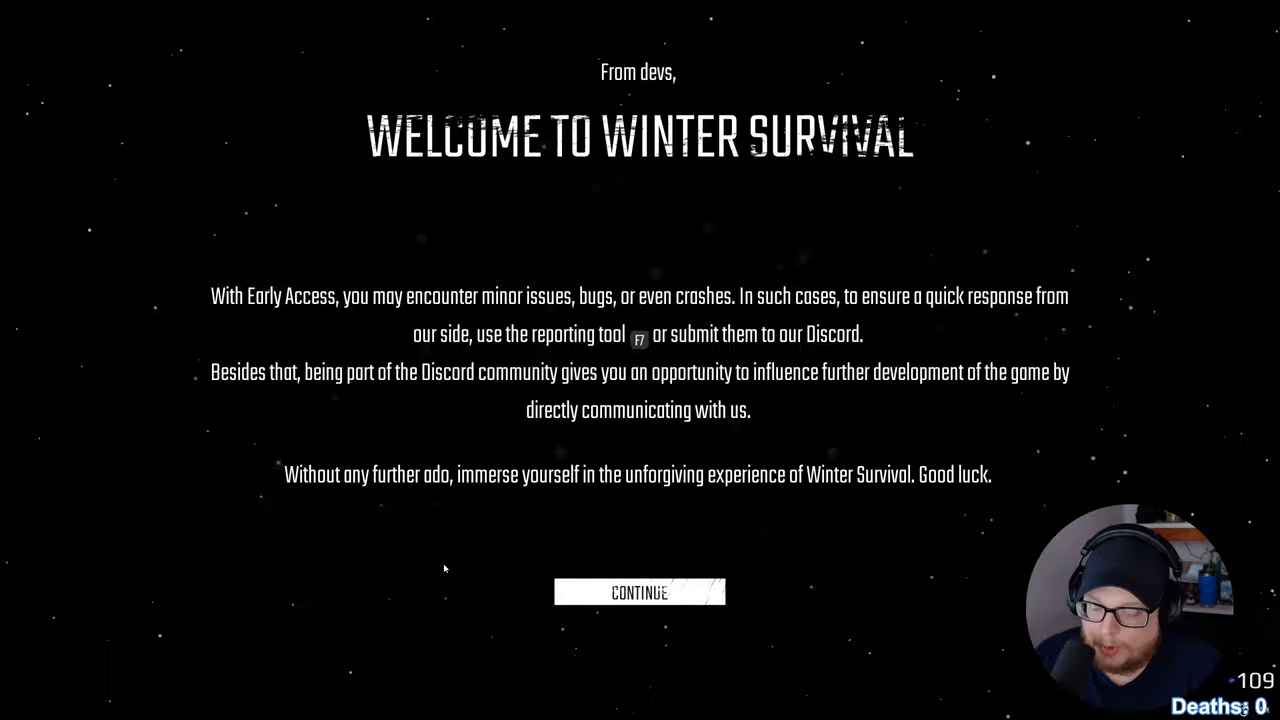 From devs,
WELCOME TO WINTER SURVIVAL
With Early Access, you may encounter minor issues, bugs, or even crashes. In such cases, to ensure a quick response from
our side, use the reporting tool F7 or submit them to our Discord.
Besides that, being part of the Discord community gives you an opportunity to influence further development of the game by
directly communicating with us.
Without any further ado, immerse yourself in the unforgiving experience of Winter Survival. Good luck.
CONTINUE
109
Deaths: 0